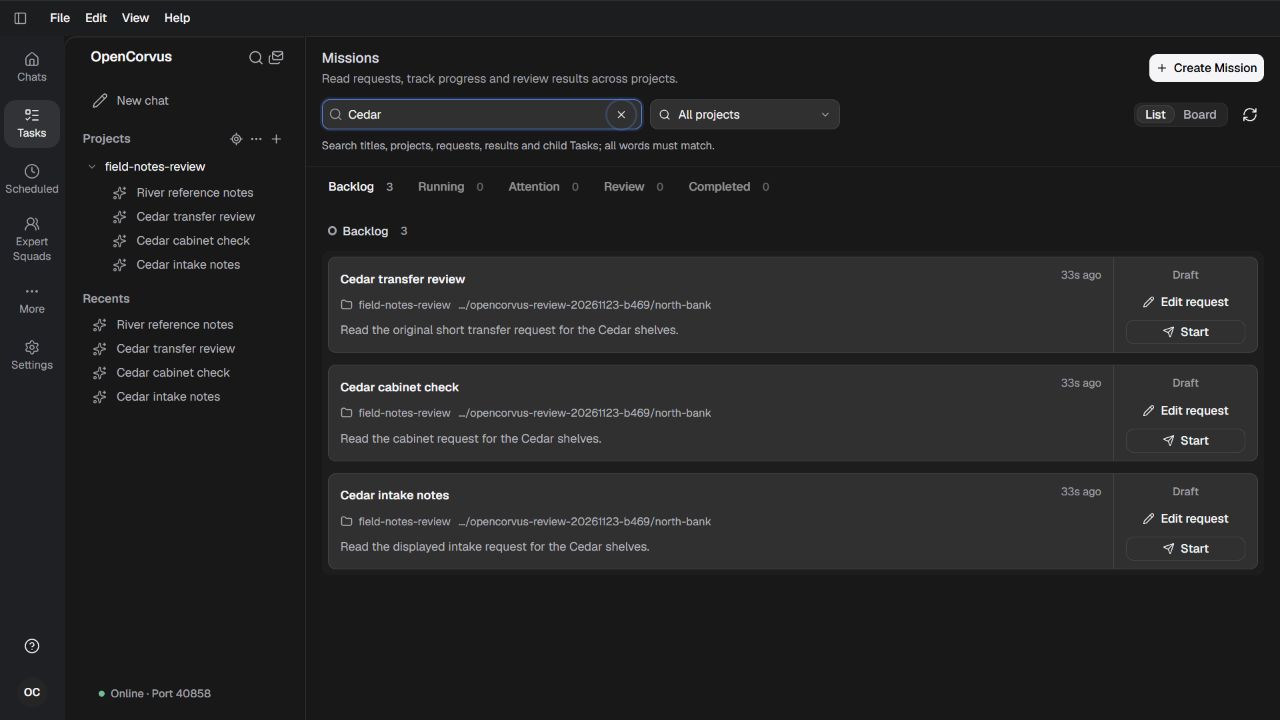 File Edit View Help
Chats
Tasks
Scheduled
Expert Squads
More
Settings
OC
OpenCorvus
New chat
Projects
field-notes-review
River reference notes
Cedar transfer review
Cedar cabinet check
Cedar intake notes
Recents
River reference notes
Cedar transfer review
Cedar cabinet check
Cedar intake notes
Online · Port 40858
Missions
Read requests, track progress and review results across projects.
Create Mission
Cedar
All projects
List Board
Search titles, projects, requests, results and child Tasks; all words must match.
Backlog 3 Running 0 Attention 0 Review 0 Completed 0
Backlog 3
Cedar transfer review 33s ago
field-notes-review …/opencorvus-review-20261123-b469/north-bank
Read the original short transfer request for the Cedar shelves.
Draft
Edit request
Start
Cedar cabinet check 33s ago
field-notes-review …/opencorvus-review-20261123-b469/north-bank
Read the cabinet request for the Cedar shelves.
Draft
Edit request
Start
Cedar intake notes 33s ago
field-notes-review …/opencorvus-review-20261123-b469/north-bank
Read the displayed intake request for the Cedar shelves.
Draft
Edit request
Start